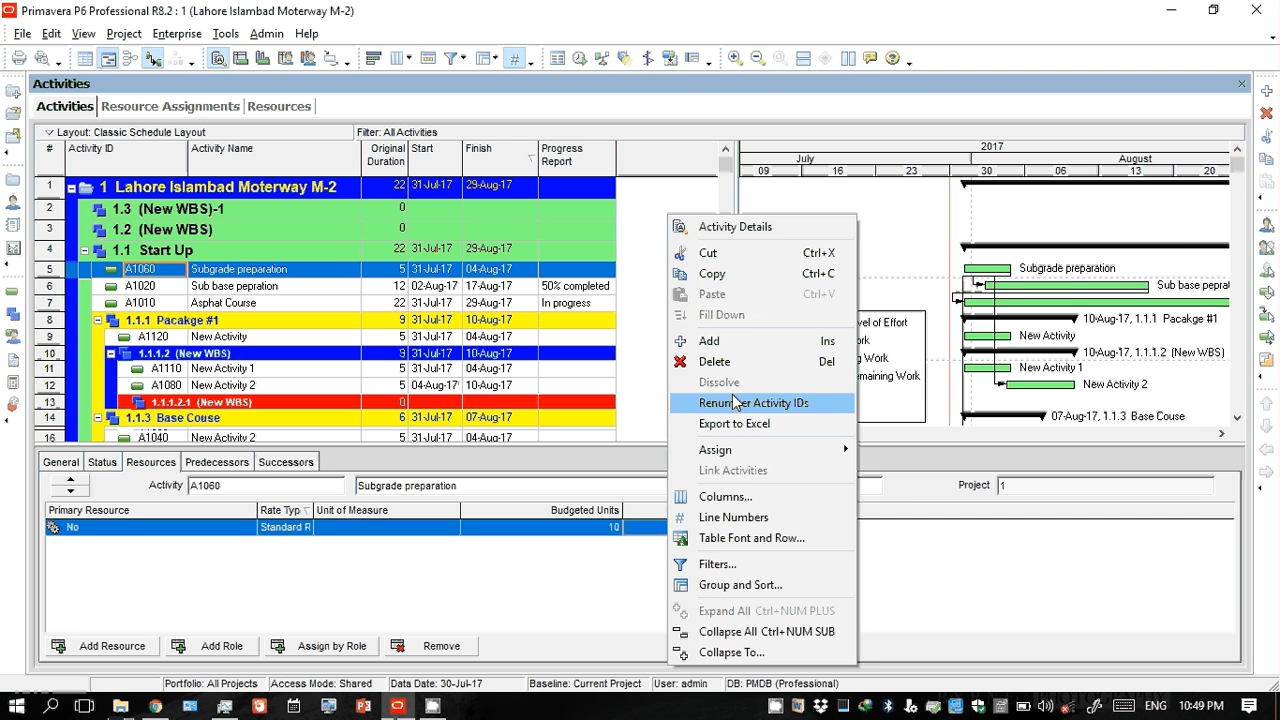 Primavera P6 Professional R8.2 : 1 (Lahore Islambad Moterway M-2)
File Edit View Project Enterprise Tools Admin Help
Activities
Activities Resource Assignments Resources
Layout: Classic Schedule Layout Filter: All Activities
# Activity ID Activity Name Original Duration Start Finish Progress Report
2017
July August
09 16 23 30 06 13 20
1 1 Lahore Islambad Moterway M-2 22 31-Jul-17 29-Aug-17
2 1.3 (New WBS)-1 0
3 1.2 (New WBS) 0
4 1.1 Start Up 22 31-Jul-17 29-Aug-17
5 A1060 Subgrade preparation 5 31-Jul-17 04-Aug-17 Subgrade preparation
6 A1020 Sub base pepration 12 02-Aug-17 17-Aug-17 50% completed Sub base peprat
7 A1010 Asphat Course 22 31-Jul-17 29-Aug-17 In progress
8 1.1.1 Pacakge #1 9 31-Jul-17 10-Aug-17 10-Aug-17, 1.1.1 Pacakge #1
9 A1120 New Activity 5 31-Jul-17 04-Aug-17 New Activity
10 1.1.1.2 (New WBS) 9 31-Jul-17 10-Aug-17 10-Aug-17, 1.1.1.2 (New WBS)
11 A1110 New Activity 1 5 31-Jul-17 04-Aug-17 New Activity 1
12 A1080 New Activity 2 5 04-Aug-17 10-Aug-17 New Activity 2
13 1.1.1.2.1 (New WBS) 0
14 1.1.3 Base Couse 6 31-Jul-17 07-Aug-17 07-Aug-17, 1.1.3 Base Couse
16 A1040 New Activity 5 31-Jul-17 04-Aug-17
evel of Effort
Work
maining Work
Activity Details
Cut Ctrl+X
Copy Ctrl+C
Paste Ctrl+V
Fill Down
Add Ins
Delete Del
Dissolve
Renumber Activity IDs
Export to Excel
Assign
Link Activities
Columns...
Line Numbers
Table Font and Row...
Filters...
Group and Sort...
Expand All Ctrl+NUM PLUS
Collapse All Ctrl+NUM SUB
Collapse To...
General Status Resources Predecessors Successors
Activity A1060 Subgrade preparation Project 1
Primary Resource Rate Typ Unit of Measure Budgeted Units
No Standard R 10
Add Resource Add Role Assign by Role Remove
Portfolio: All Projects Access Mode: Shared Data Date: 30-Jul-17 Baseline: Current Project User: admin DB: PMDB (Professional)
ENG 10:49 PM